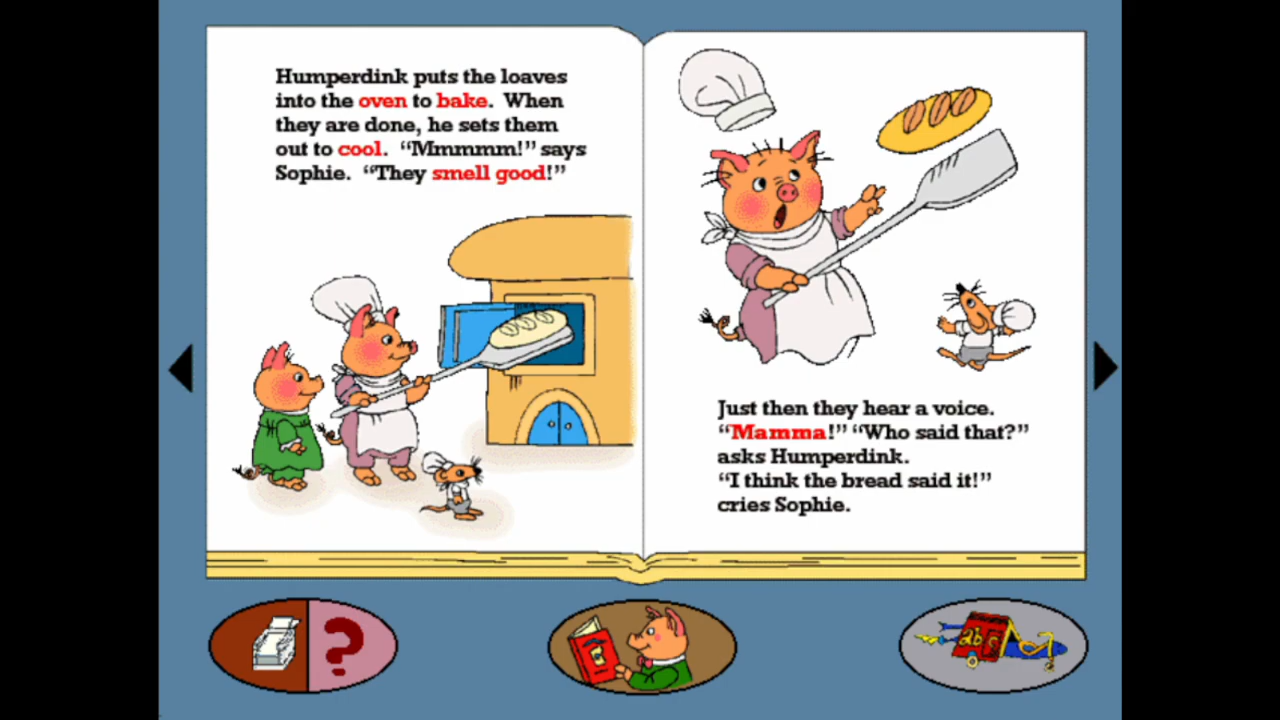 Humperdink puts the loaves
into the oven to bake. When
they are done, he sets them
out to cool. “Mmmmm!” says
Sophie. “They smell good!”
Just then they hear a voice.
“Mamma!” “Who said that?”
asks Humperdink.
“I think the bread said it!”
cries Sophie.
?
abc